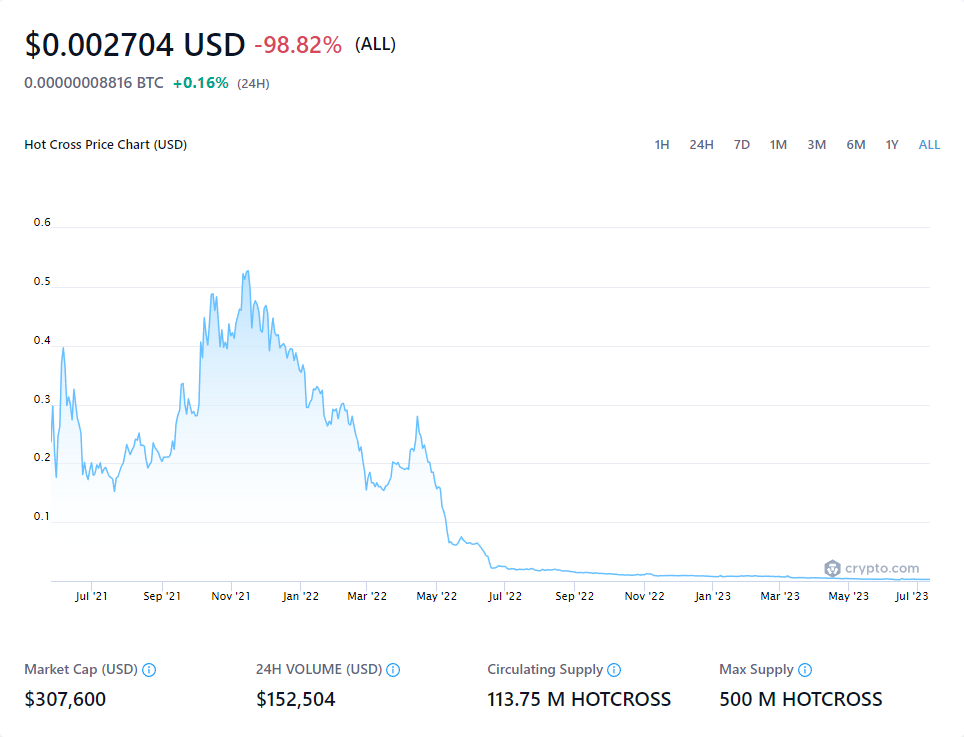 $0.002704 USD -98.82% (ALL)
0.00000008816 BTC +0.16% (24H)
Hot Cross Price Chart (USD) 1H 24H 7D 1M 3M 6M 1Y ALL
0.6
0.5
0.4
0.3
0.2
0.1
crypto.com
Jul '21 Sep '21 Nov '21 Jan '22 Mar '22 May '22 Jul '22 Sep '22 Nov '22 Jan '23 Mar '23 May '23 Jul '23
Market Cap (USD) 24H VOLUME (USD) Circulating Supply Max Supply
$307,600 $152,504 113.75 M HOTCROSS 500 M HOTCROSS